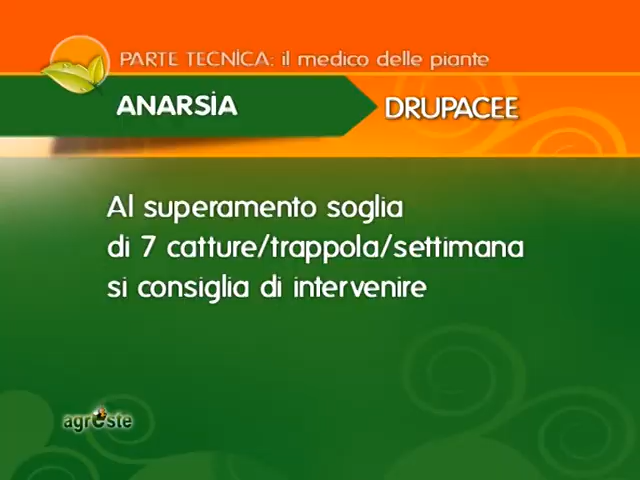 PARTE TECNICA: il medico delle piante
ANARSIA
DRUPACEE
Al superamento soglia
di 7 catture/trappola/settimana
si consiglia di intervenire
agreste